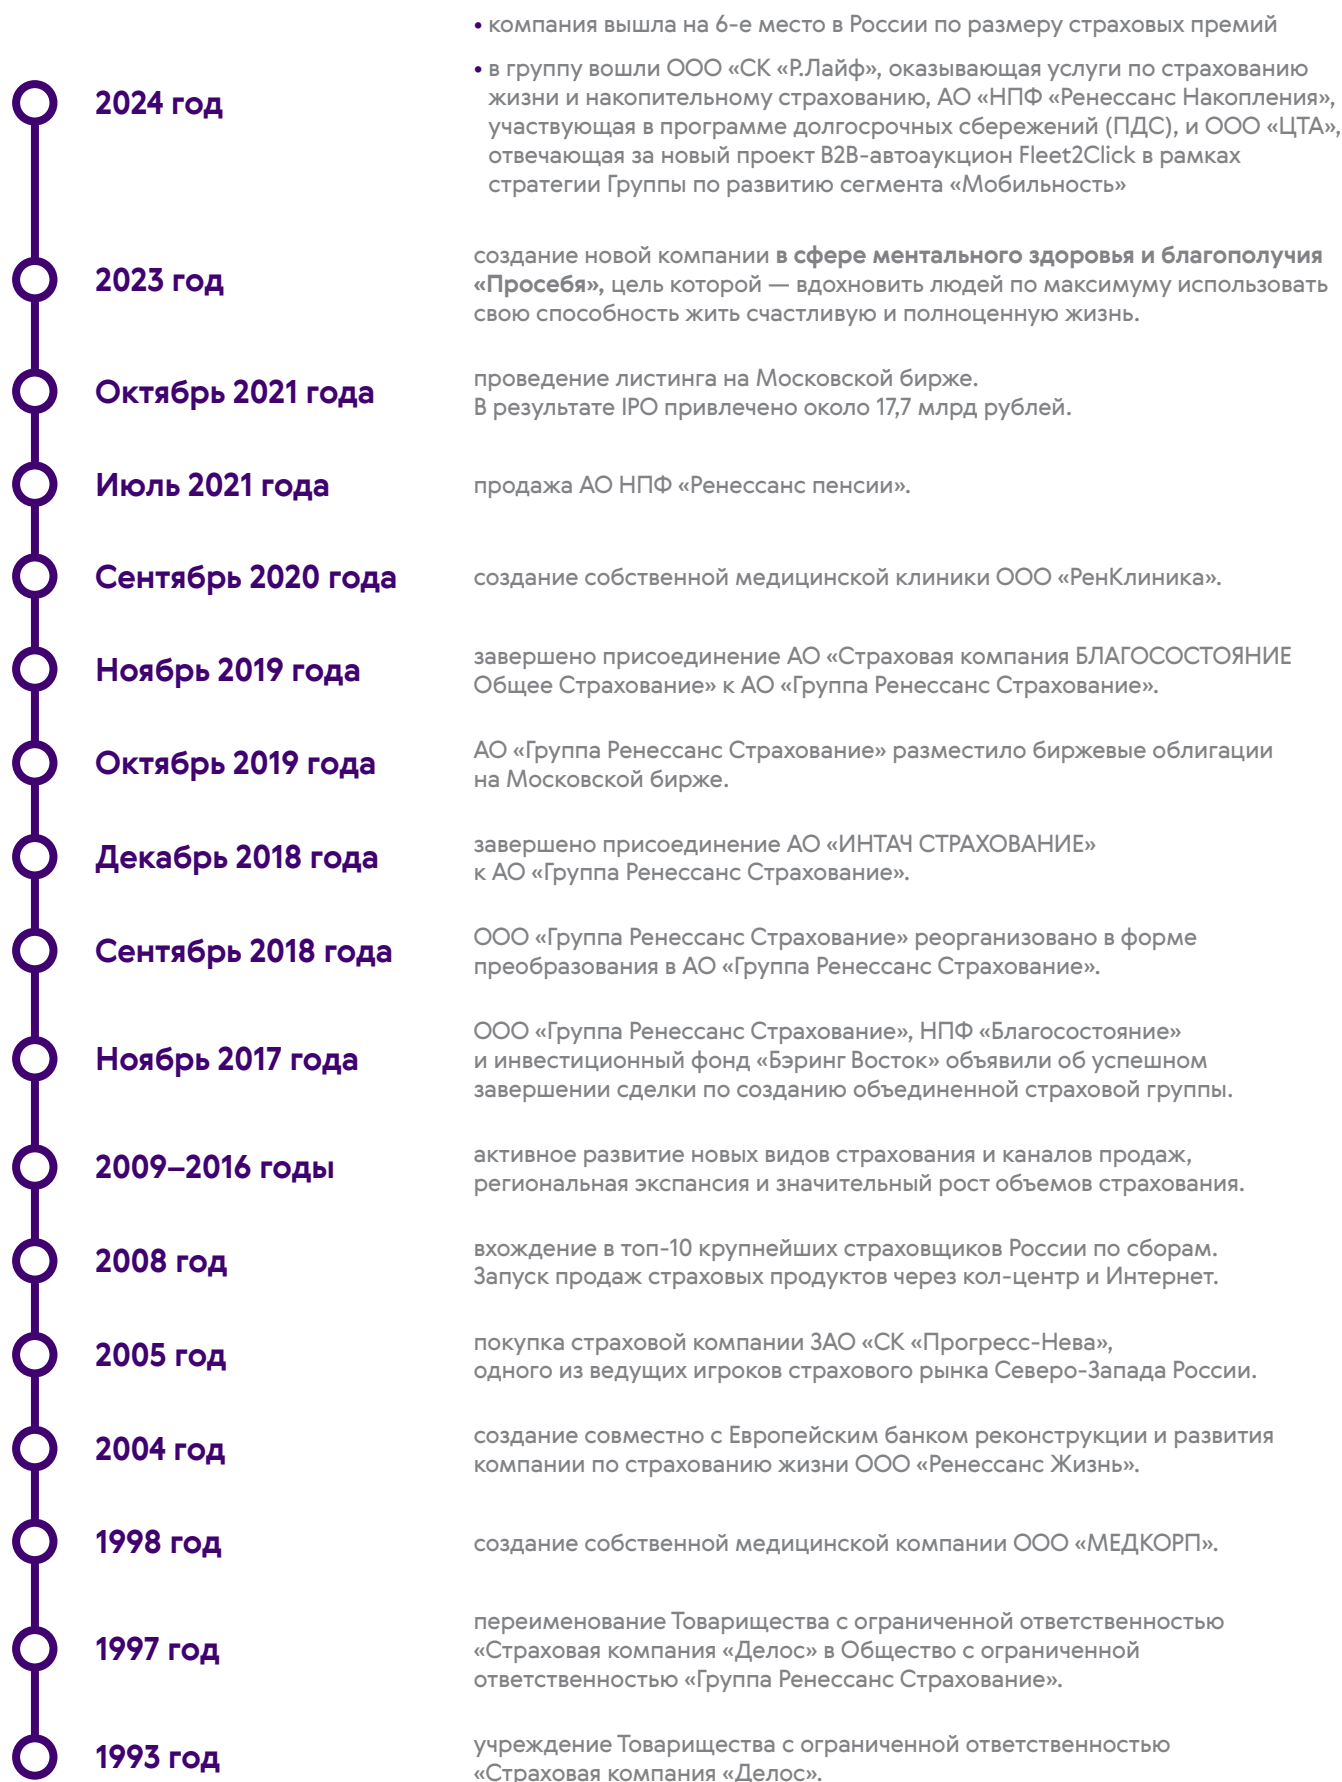 • компания вышла на 6-е место в России по размеру страховых премий
2024 год
• в группу вошли ООО «СК «Р.Лайф», оказывающая услуги по страхованию
жизни и накопительному страхованию, АО «НПФ «Ренессанс Накопления»,
участвующая в программе долгосрочных сбережений (ПДС), и ООО «ЦТА»,
отвечающая за новый проект B2B-автоаукцион Fleet2Click в рамках
стратегии Группы по развитию сегмента «Мобильность»
2023 год
создание новой компании в сфере ментального здоровья и благополучия
«Просебя», цель которой — вдохновить людей по максимуму использовать
свою способность жить счастливую и полноценную жизнь.
Октябрь 2021 года
проведение листинга на Московской бирже.
В результате IPO привлечено около 17,7 млрд рублей.
Июль 2021 года
продажа АО НПФ «Ренессанс пенсии».
Сентябрь 2020 года
создание собственной медицинской клиники ООО «РенКлиника».
Ноябрь 2019 года
завершено присоединение АО «Страховая компания БЛАГОСОСТОЯНИЕ
Общее Страхование» к АО «Группа Ренессанс Страхование».
Октябрь 2019 года
АО «Группа Ренессанс Страхование» разместило биржевые облигации
на Московской бирже.
Декабрь 2018 года
завершено присоединение АО «ИНТАЧ СТРАХОВАНИЕ»
к АО «Группа Ренессанс Страхование».
Сентябрь 2018 года
ООО «Группа Ренессанс Страхование» реорганизовано в форме
преобразования в АО «Группа Ренессанс Страхование».
Ноябрь 2017 года
ООО «Группа Ренессанс Страхование», НПФ «Благосостояние»
и инвестиционный фонд «Бэринг Восток» объявили об успешном
завершении сделки по созданию объединенной страховой группы.
2009–2016 годы
активное развитие новых видов страхования и каналов продаж,
региональная экспансия и значительный рост объемов страхования.
2008 год
вхождение в топ-10 крупнейших страховщиков России по сборам.
Запуск продаж страховых продуктов через кол-центр и Интернет.
2005 год
покупка страховой компании ЗАО «СК «Прогресс-Нева»,
одного из ведущих игроков страхового рынка Северо-Запада России.
2004 год
создание совместно с Европейским банком реконструкции и развития
компании по страхованию жизни ООО «Ренессанс Жизнь».
1998 год
создание собственной медицинской компании ООО «МЕДКОРП».
1997 год
переименование Товарищества с ограниченной ответственностью
«Страховая компания «Делос» в Общество с ограниченной
ответственностью «Группа Ренессанс Страхование».
1993 год
учреждение Товарищества с ограниченной ответственностью
«Страховая компания «Делос».